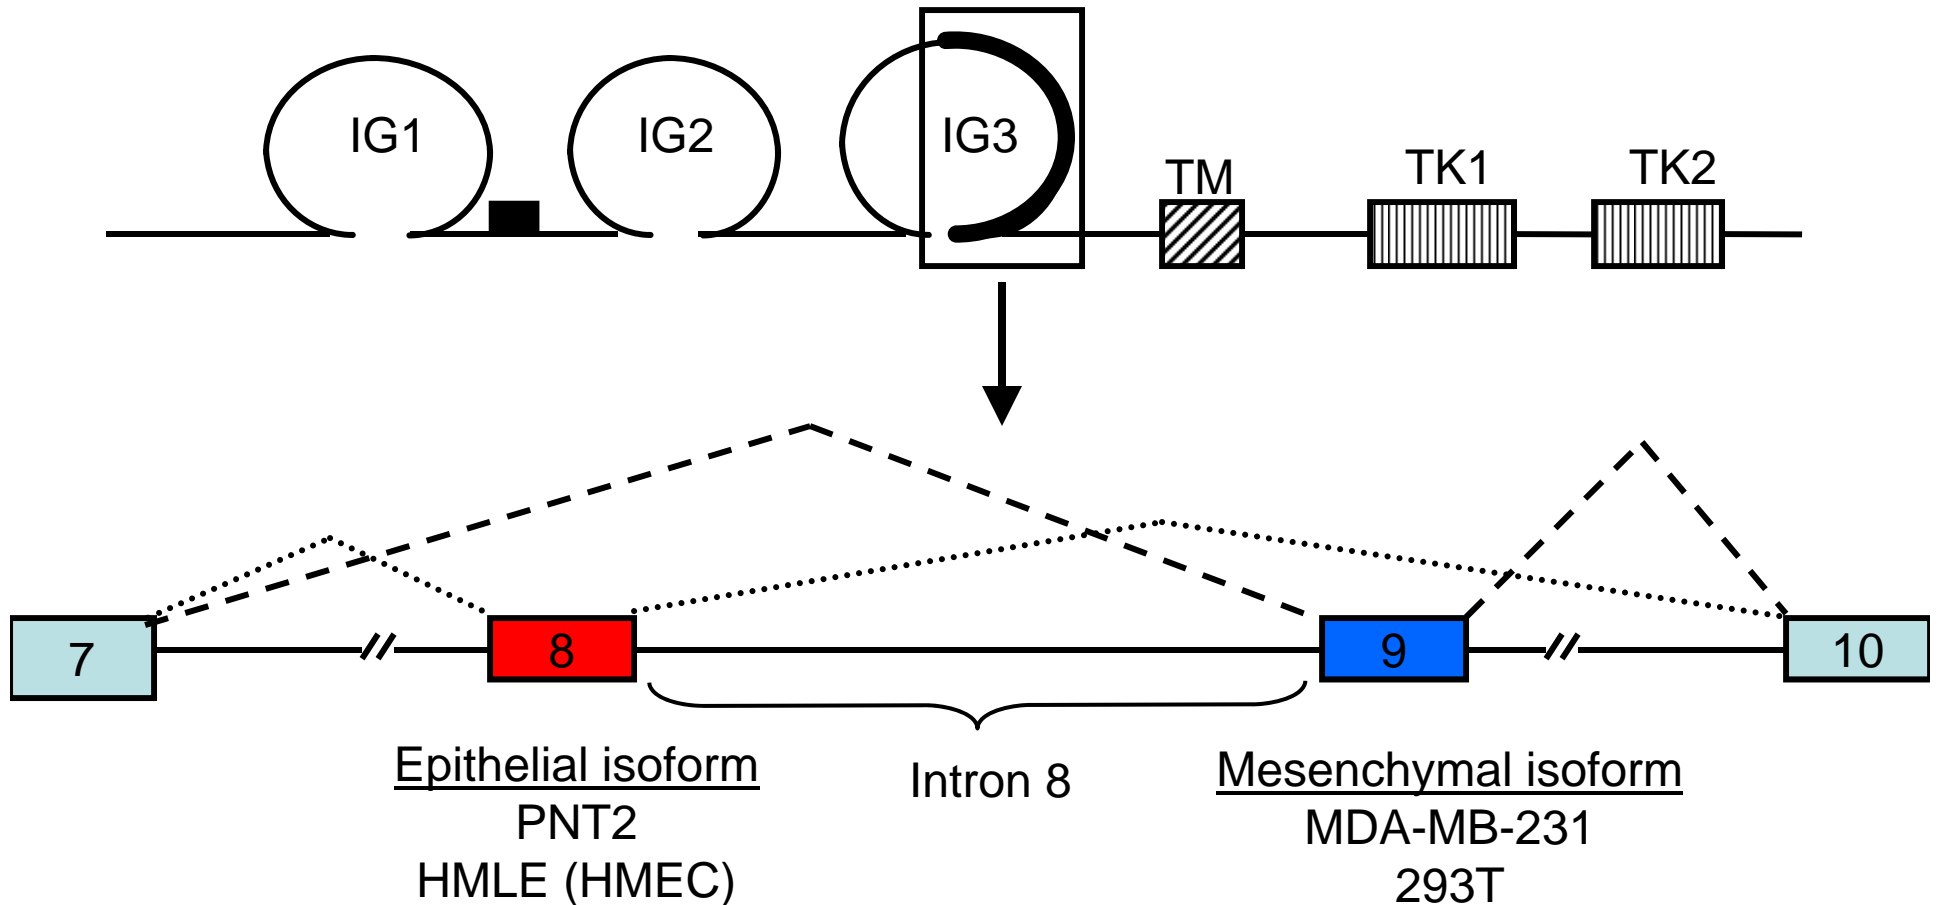 IG1
IG2
IG3
TM
TK1
TK2
7
8
9
10
Epithelial isoform
PNT2
HMLE (HMEC)
Intron 8
Mesenchymal isoform
MDA-MB-231
293T